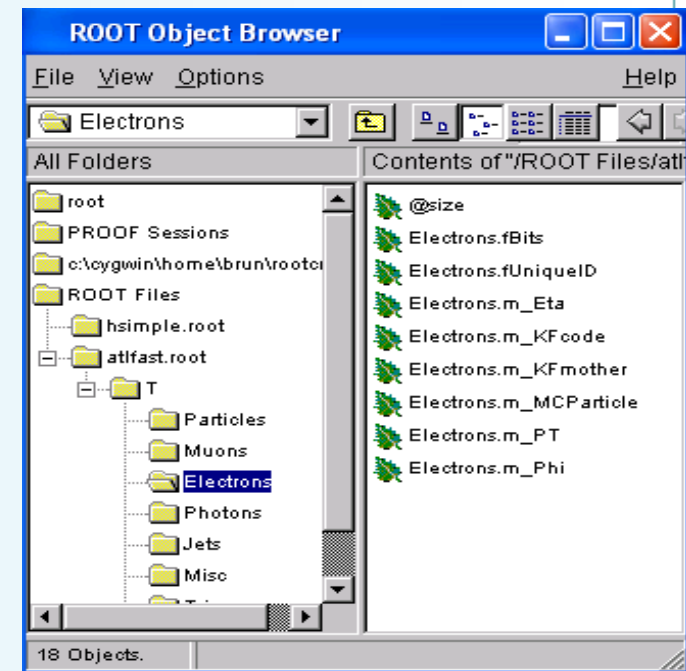 ROOT Object Browser
File View Options Help
Electrons
All Folders
Contents of"/ROOT Files/atl
root
PROOF Sessions
c:\cygwin\home\brun\rootc
ROOT Files
hsimple.root
atlfast.root
T
Particles
Muons
Electrons
Photons
Jets
Misc
@size
Electrons.fBits
Electrons.fUniqueID
Electrons.m_Eta
Electrons.m_KFcode
Electrons.m_KFmother
Electrons.m_MCParticle
Electrons.m_PT
Electrons.m_Phi
18 Objects.